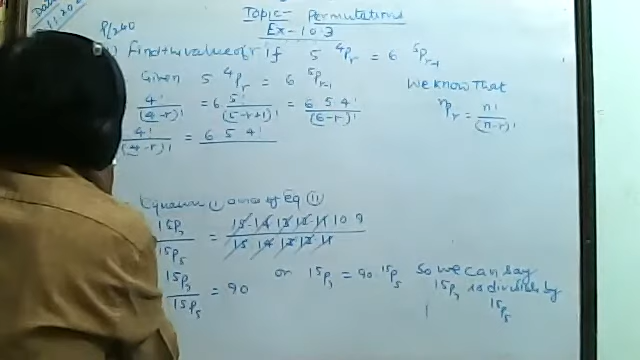 Topic- Permutations
Ex-10.3
P/240
Find the value of r if 5 ⁴Pᵣ = 6 ⁵Pᵣ₋₁
Given 5 ⁴Pᵣ = 6 ⁵Pᵣ₋₁
We know That
4!/(4-r)! = 6 5!/(5-r+1)! = 6 5 4!/(6-r)!
ⁿPᵣ = n!/(n-r)!
4!/(4-r)! = 6 5 4!
Equation (i) Eq (ii)
¹⁵P₇/¹⁵P₅ = 15 14 13 12 11 10 9/15 14 13 12 11
¹⁵P₇/¹⁵P₅ = 90 or ¹⁵P₇ = 90 ¹⁵P₅ So we can say
¹⁵P₇ is divisible by
¹⁵P₅